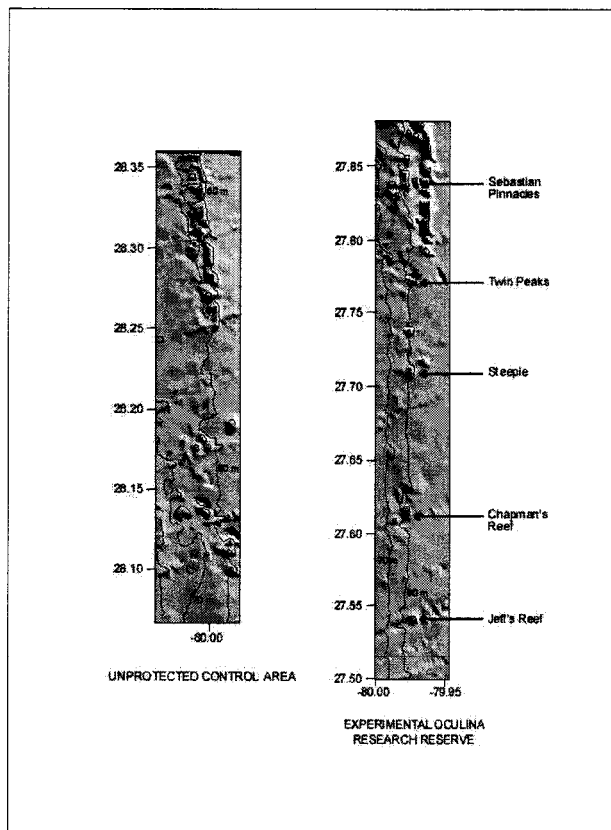 28.35
28.30
28.25
28.20
28.15
28.10
-80.00
UNPROTECTED CONTROL AREA
27.85
27.80
27.75
27.70
27.65
27.60
27.55
27.50
-80.00
-79.95
Sebastian
Pinnacles
Twin Peaks
Steeple
Chapman's
Reef
Jeff's Reef
EXPERIMENTAL OCULINA
RESEARCH RESERVE